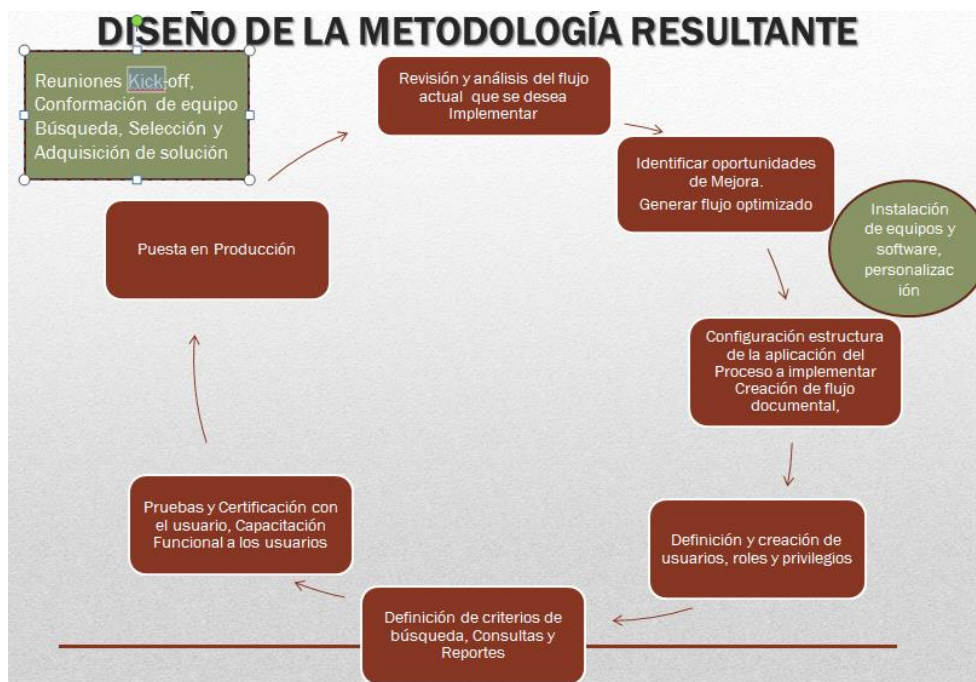 DISEÑO DE LA METODOLOGÍA RESULTANTE
Reuniones Kick-off,
Conformación de equipo
Búsqueda, Selección y
Adquisición de solución
Revisión y análisis del flujo
actual que se desea
Implementar
Identificar oportunidades
de Mejora.
Generar flujo optimizado
Instalación
de equipos y
software,
personalizac
ión
Configuración estructura
de la aplicación del
Proceso a implementar
Creación de flujo
documental,
Definición y creación de
usuarios, roles y privilegios
Definición de criterios de
búsqueda, Consultas y
Reportes
Pruebas y Certificación con
el usuario, Capacitación
Funcional a los usuarios
Puesta en Producción